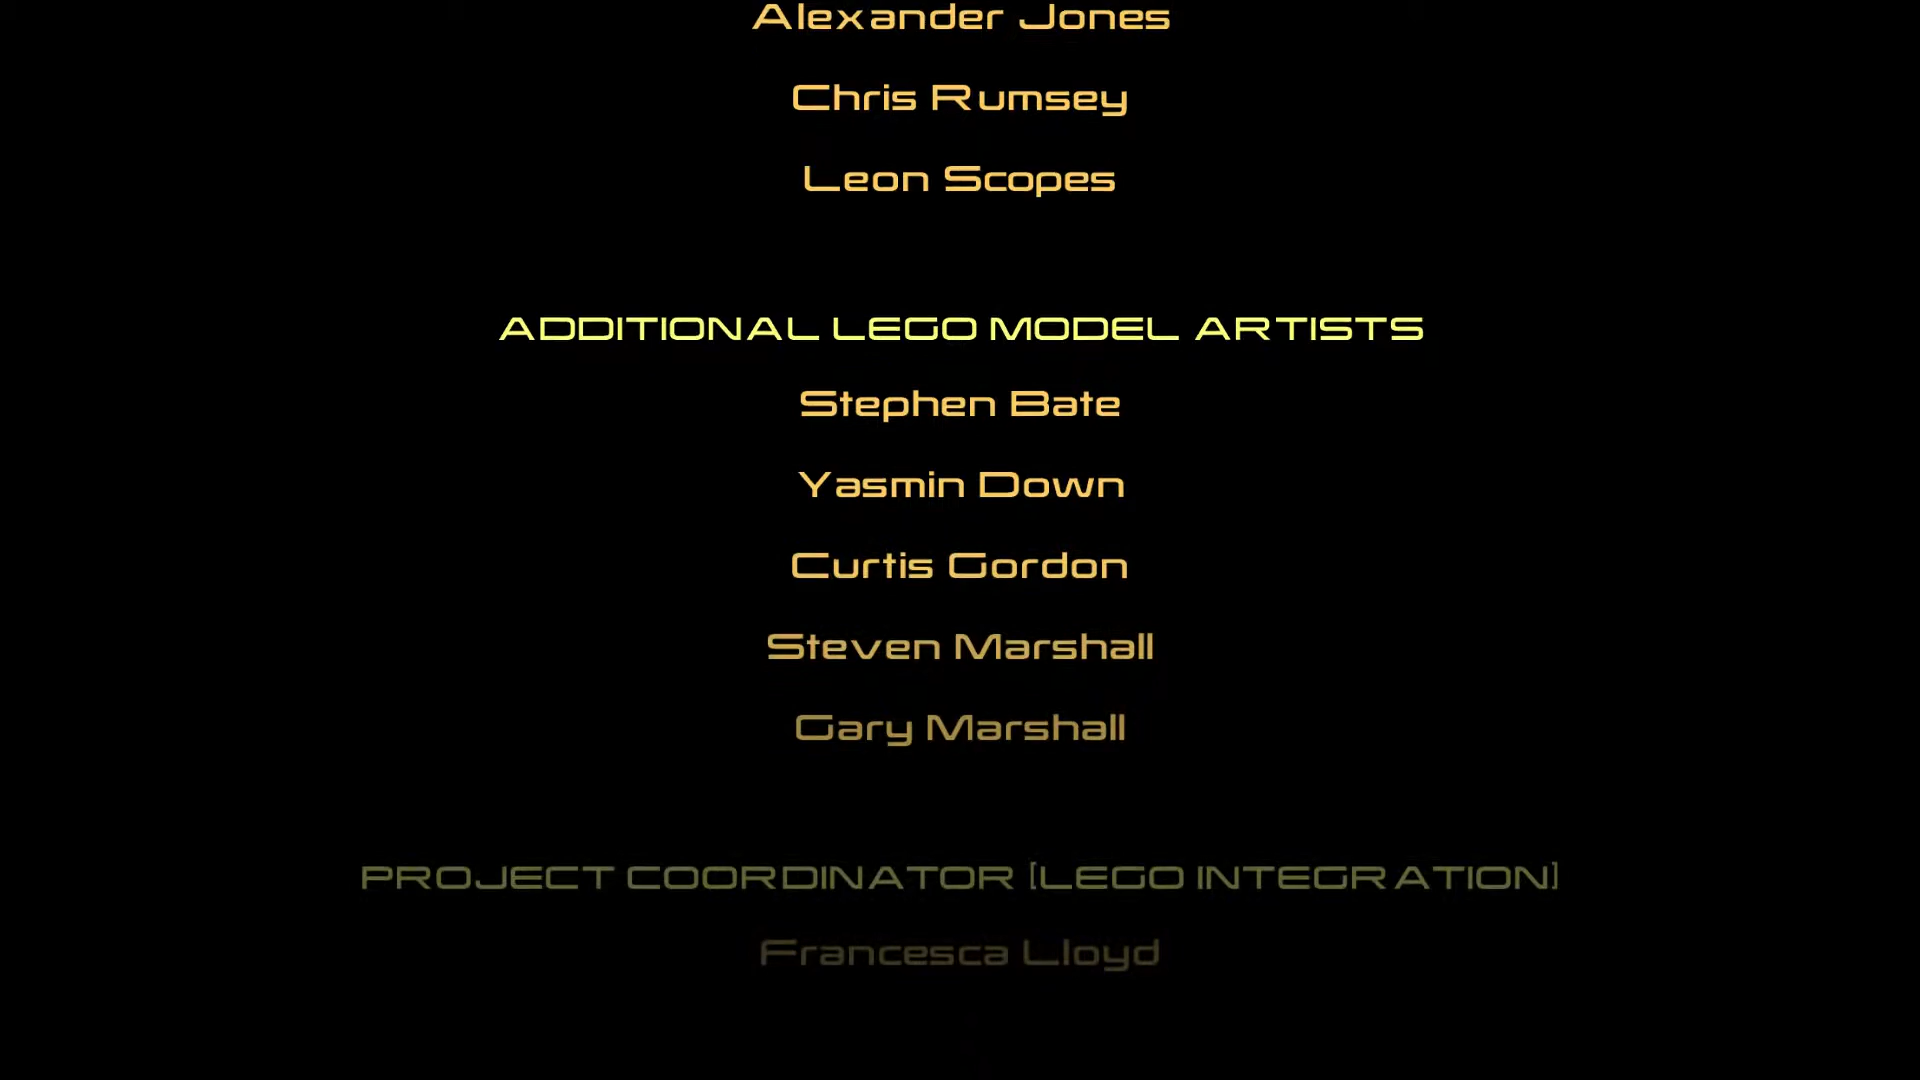 Alexander Jones
Chris Rumsey
Leon Scopes
ADDITIONAL LEGO MODEL ARTISTS
Stephen Bate
Yasmin Down
Curtis Gordon
Steven Marshall
Gary Marshall
PROJECT COORDINATOR [LEGO INTEGRATION]
Francesca Lloyd